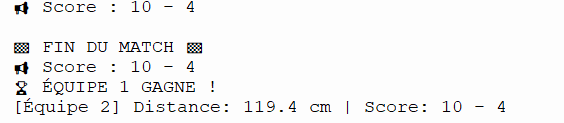 📢 Score : 10 - 4
🏁 FIN DU MATCH 🏁
📢 Score : 10 - 4
🏆 ÉQUIPE 1 GAGNE !
[Équipe 2] Distance: 119.4 cm | Score: 10 - 4